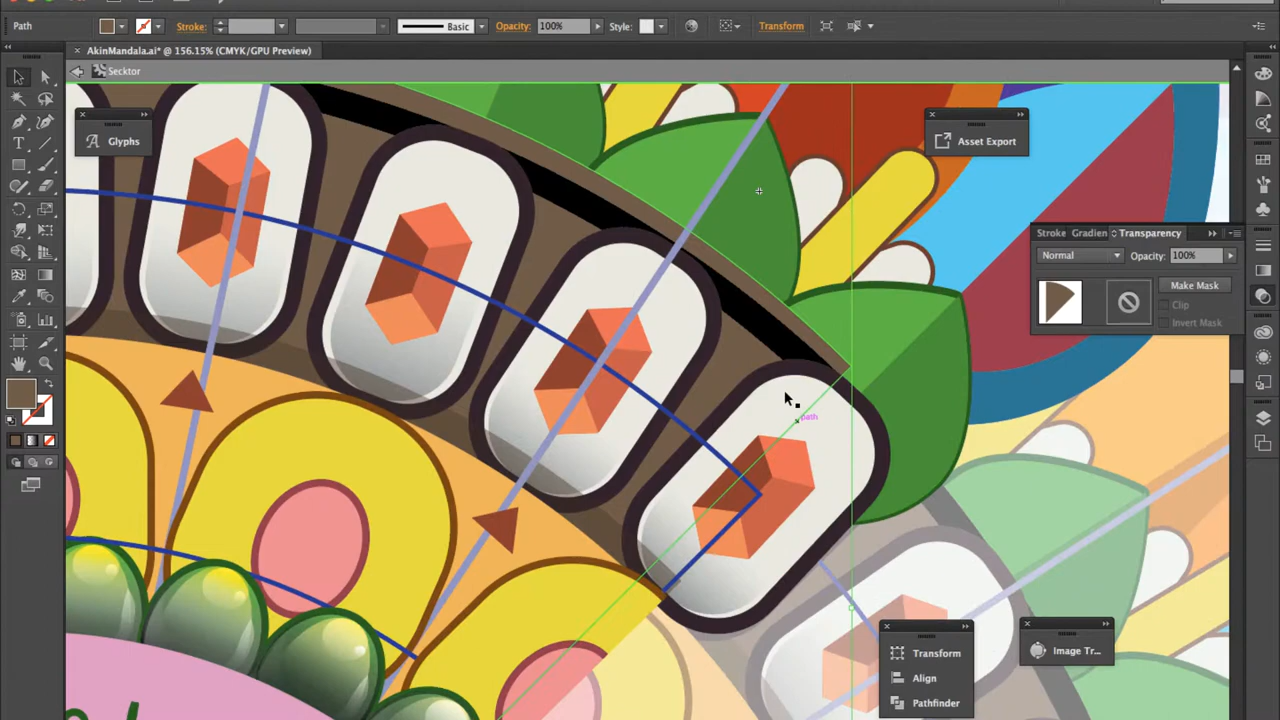 Path
Stroke:
Basic
Opacity:
100%
Style:
Transform
× AkinMandala.ai* @ 156.15% (CMYK/GPU Preview)
Secktor
A Glyphs
Asset Export
Stroke
Gradien
Transparency
Normal
Opacity:
100%
Make Mask
Clip
Invert Mask
path
Transform
Align
Pathfinder
Image Tr...